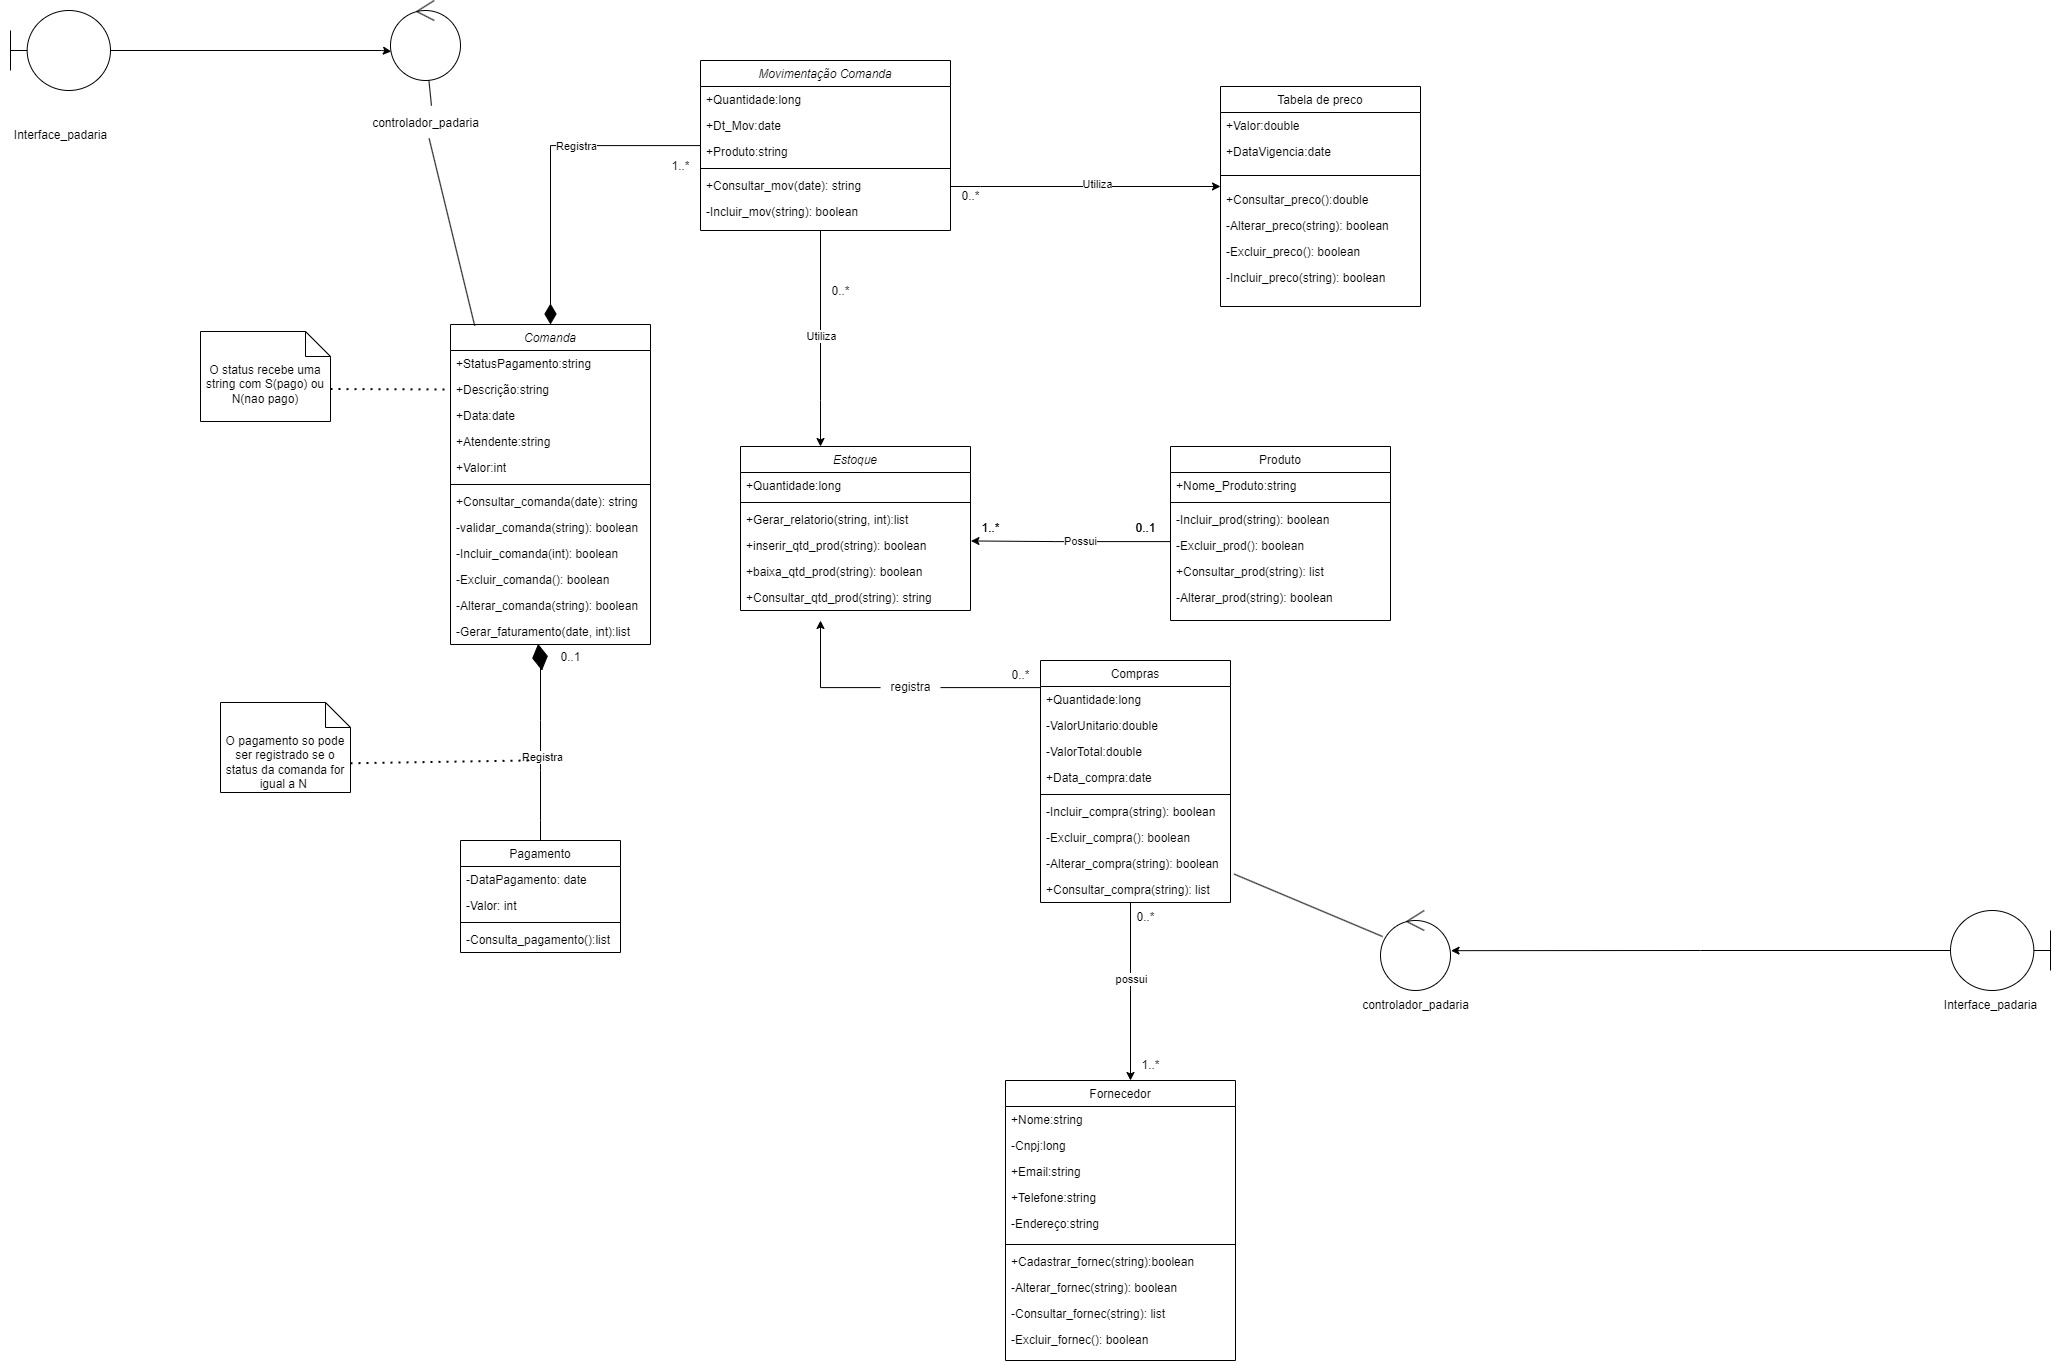 Interface_padaria
controlador_padaria
Movimentação Comanda
+Quantidade:long
+Dt_Mov:date
+Produto:string
+Consultar_mov(date): string
-Incluir_mov(string): boolean
Registra
1..*
0..*
Utiliza
Tabela de preco
+Valor:double
+DataVigencia:date
+Consultar_preco():double
-Alterar_preco(string): boolean
-Excluir_preco(): boolean
-Incluir_preco(string): boolean
0..*
Utiliza
O status recebe uma
string com S(pago) ou
N(nao pago)
Comanda
+StatusPagamento:string
+Descrição:string
+Data:date
+Atendente:string
+Valor:int
+Consultar_comanda(date): string
-validar_comanda(string): boolean
-Incluir_comanda(int): boolean
-Excluir_comanda(): boolean
-Alterar_comanda(string): boolean
-Gerar_faturamento(date, int):list
Estoque
+Quantidade:long
+Gerar_relatorio(string, int):list
+inserir_qtd_prod(string): boolean
+baixa_qtd_prod(string): boolean
+Consultar_qtd_prod(string): string
1..*
0..1
Possui
Produto
+Nome_Produto:string
-Incluir_prod(string): boolean
-Excluir_prod(): boolean
+Consultar_prod(string): list
-Alterar_prod(string): boolean
0..1
Registra
O pagamento so pode
ser registrado se o
status da comanda for
igual a N
Pagamento
-DataPagamento: date
-Valor: int
-Consulta_pagamento():list
registra
0..*
Compras
+Quantidade:long
-ValorUnitario:double
-ValorTotal:double
+Data_compra:date
-Incluir_compra(string): boolean
-Excluir_compra(): boolean
-Alterar_compra(string): boolean
+Consultar_compra(string): list
0..*
possui
1..*
controlador_padaria
Interface_padaria
Fornecedor
+Nome:string
-Cnpj:long
+Email:string
+Telefone:string
-Endereço:string
+Cadastrar_fornec(string):boolean
-Alterar_fornec(string): boolean
-Consultar_fornec(string): list
-Excluir_fornec(): boolean